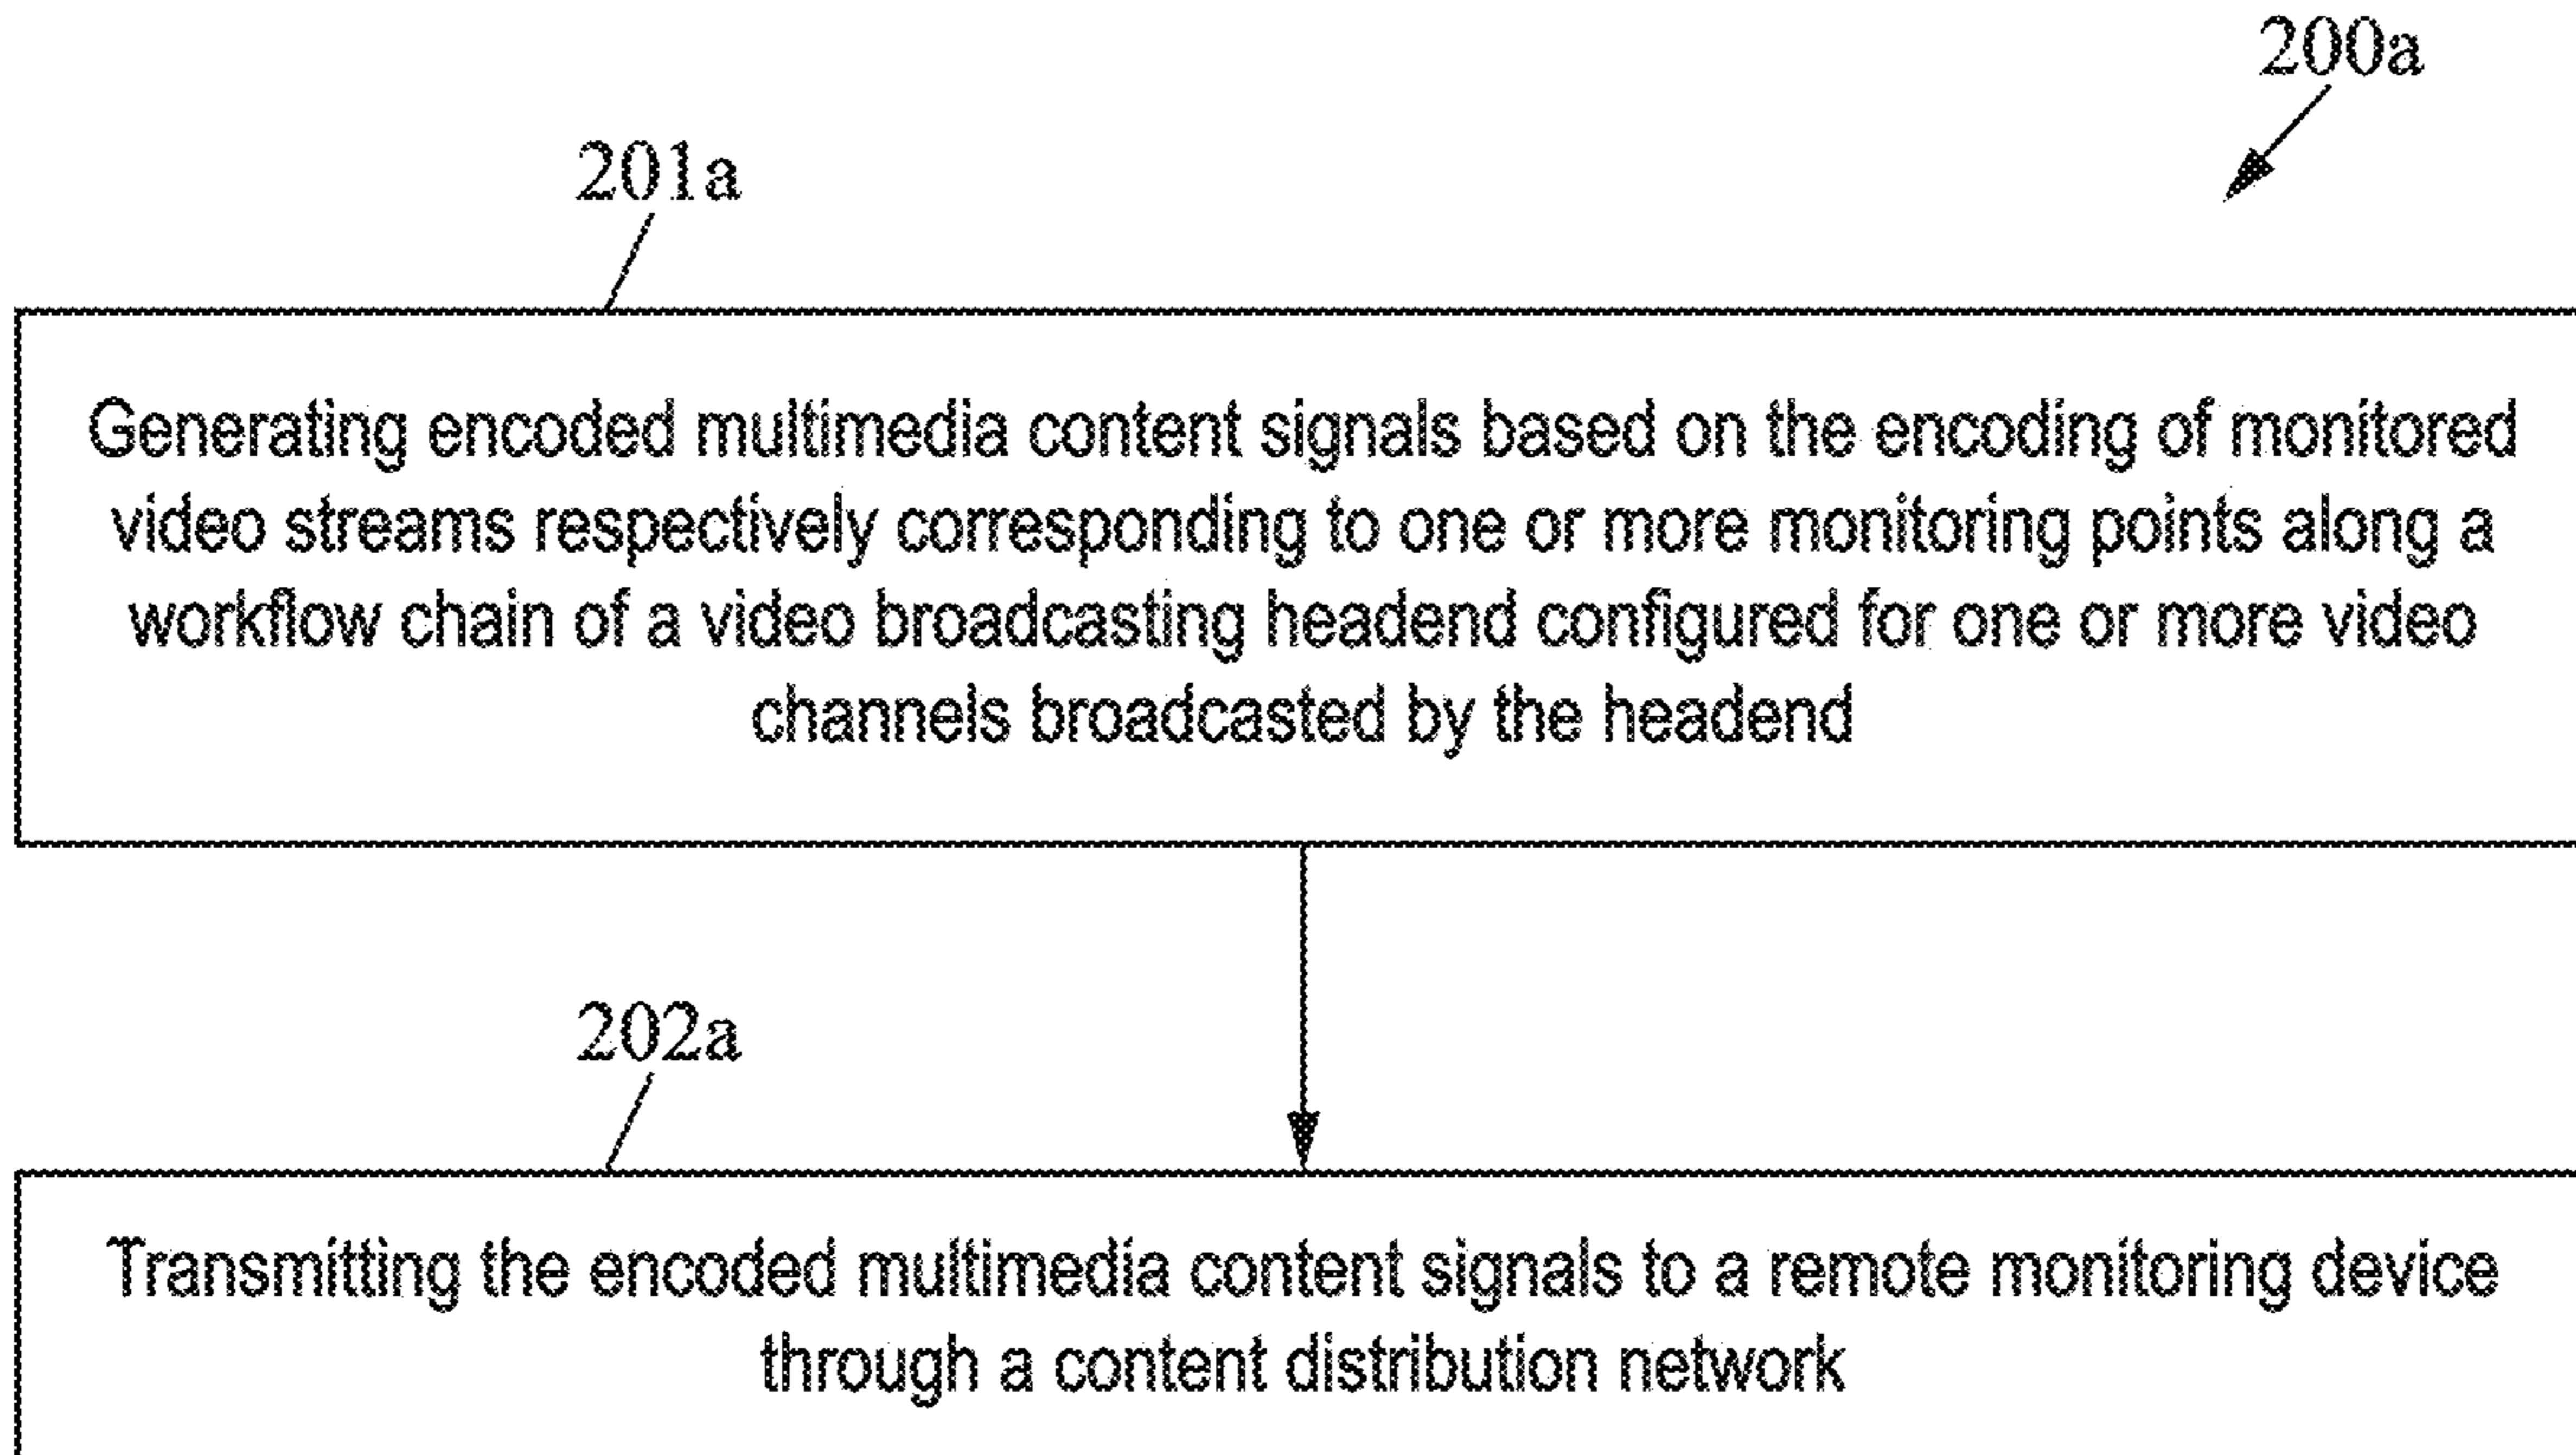 200a
201a
Generating encoded multimedia content signals based on the encoding of monitored
video streams respectively corresponding to one or more monitoring points along a
workflow chain of a video broadcasting headend configured for one or more video
channels broadcasted by the headend
202a
Transmitting the encoded multimedia content signals to a remote monitoring device
through a content distribution network